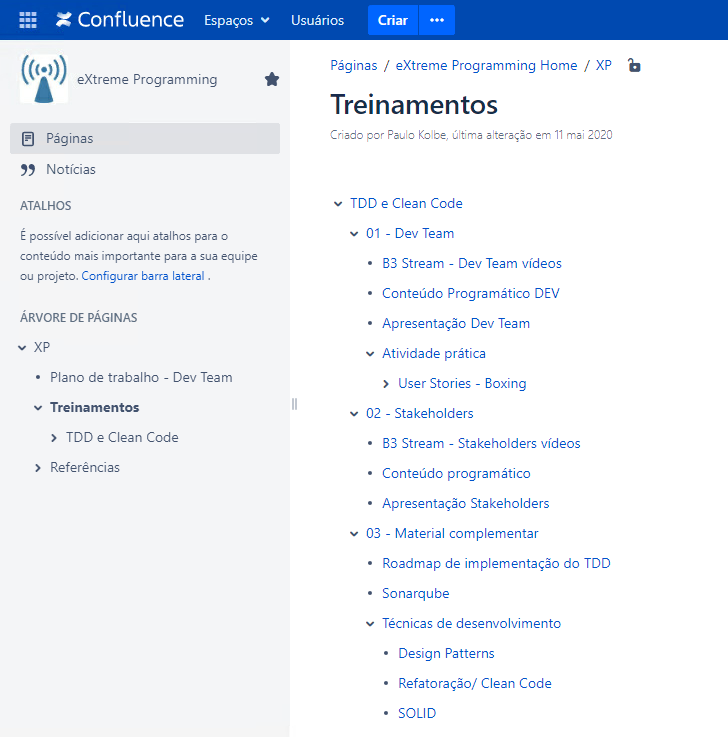 Confluence Espaços Usuários Criar ···
eXtreme Programming
Páginas
Notícias
ATALHOS
É possível adicionar aqui atalhos para o
conteúdo mais importante para a sua equipe
ou projeto. Configurar barra lateral .
ÁRVORE DE PÁGINAS
XP
Plano de trabalho - Dev Team
Treinamentos
TDD e Clean Code
Referências
Páginas / eXtreme Programming Home / XP
Treinamentos
Criado por Paulo Kolbe, última alteração em 11 mai 2020
TDD e Clean Code
01 - Dev Team
B3 Stream - Dev Team vídeos
Conteúdo Programático DEV
Apresentação Dev Team
Atividade prática
User Stories - Boxing
02 - Stakeholders
B3 Stream - Stakeholders vídeos
Conteúdo programático
Apresentação Stakeholders
03 - Material complementar
Roadmap de implementação do TDD
Sonarqube
Técnicas de desenvolvimento
Design Patterns
Refatoração/ Clean Code
SOLID